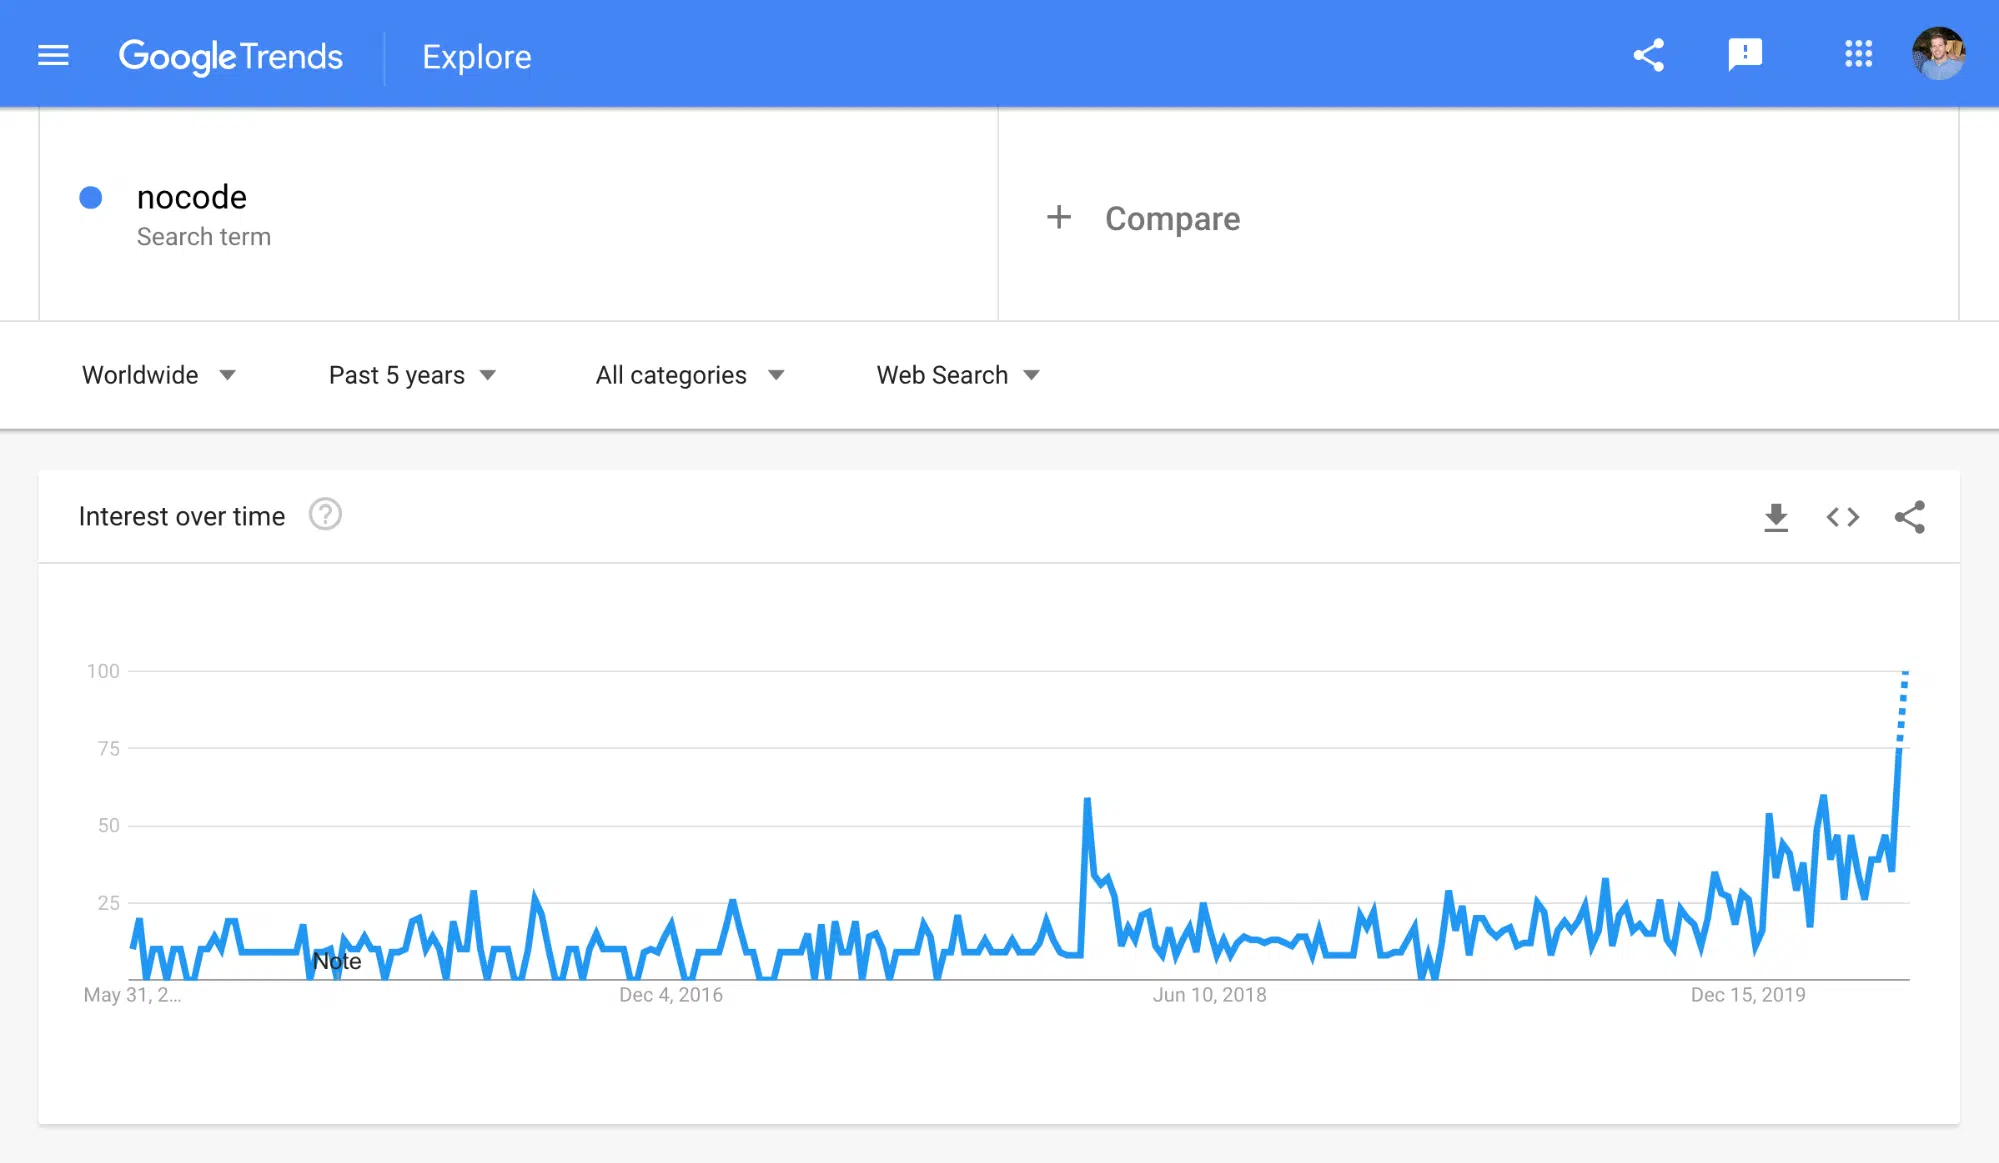 Google Trends Explore
nocode
Search term
+ Compare
Worldwide Past 5 years All categories Web Search
Interest over time ?
100
75
50
25
Note
May 31, 2... Dec 4, 2016 Jun 10, 2018 Dec 15, 2019